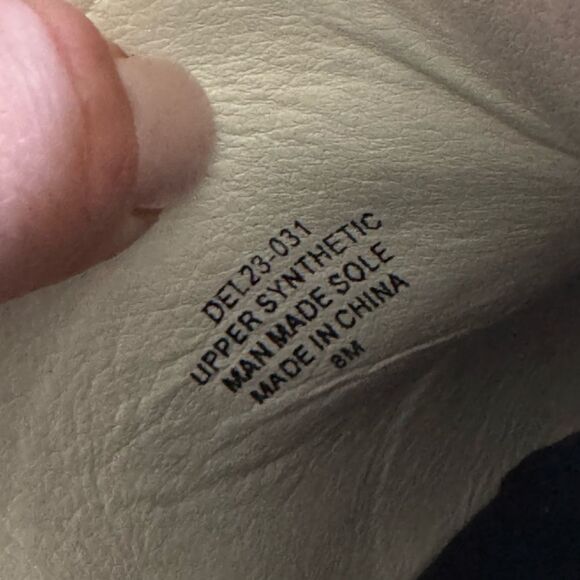 DEL23-031
UPPER SYNTHETIC
MAN MADE SOLE
MADE IN CHINA
8M